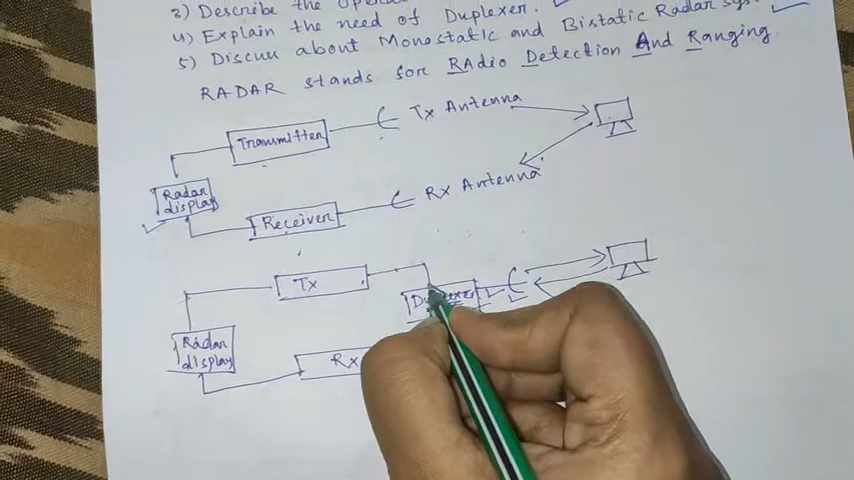 3) Describe the
4) Explain the need of Duplexer.
5) Discuss about Monostatic and Bistatic Radar
RADAR stands for RAdio Detection And Ranging
Tx Antenna
Transmitter
Radar display
Rx Antenna
Receiver
Tx
Duplexer
Radar display
Rx